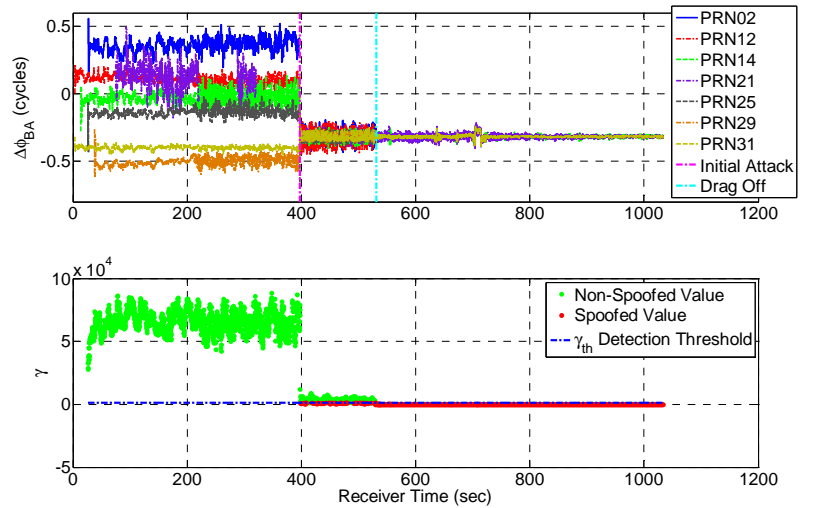 0.5
0
-0.5
Δϕ_BA (cycles)
0 200 400 600 800 1000 1200
PRN02
PRN12
PRN14
PRN21
PRN25
PRN29
PRN31
Initial Attack
Drag Off
x 10^4
10
5
0
-5
γ
Non-Spoofed Value
Spoofed Value
γ_th Detection Threshold
0 200 400 600 800 1000 1200
Receiver Time (sec)